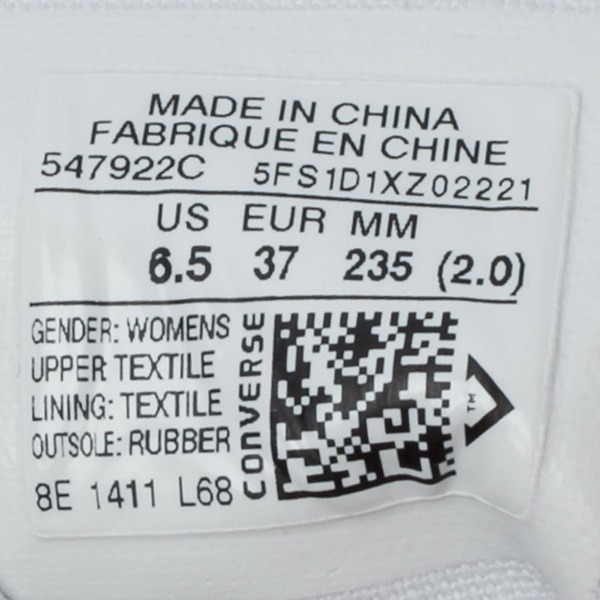 MADE IN CHINA
FABRIQUE EN CHINE
547922C 5FS1D1XZ02221
US EUR MM
6.5 37 235 (2.0)
GENDER: WOMENS
UPPER TEXTILE
LINING: TEXTILE
OUTSOLE: RUBBER
8E 1411 L68
CONVERSE
TM